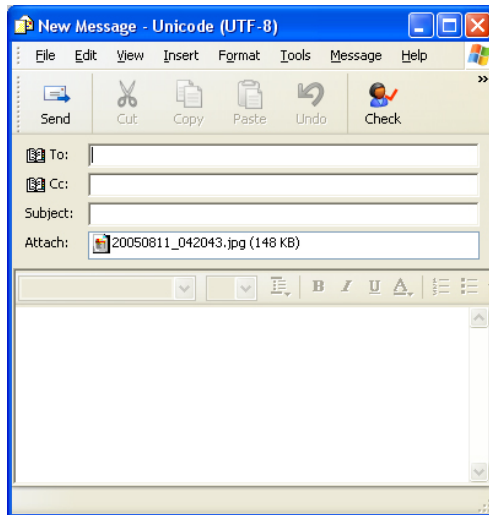 New Message - Unicode (UTF-8)
File Edit View Insert Format Tools Message Help
Send Cut Copy Paste Undo Check »
To:
Cc:
Subject:
Attach: 20050811_042043.jpg (148 KB)
B I U A